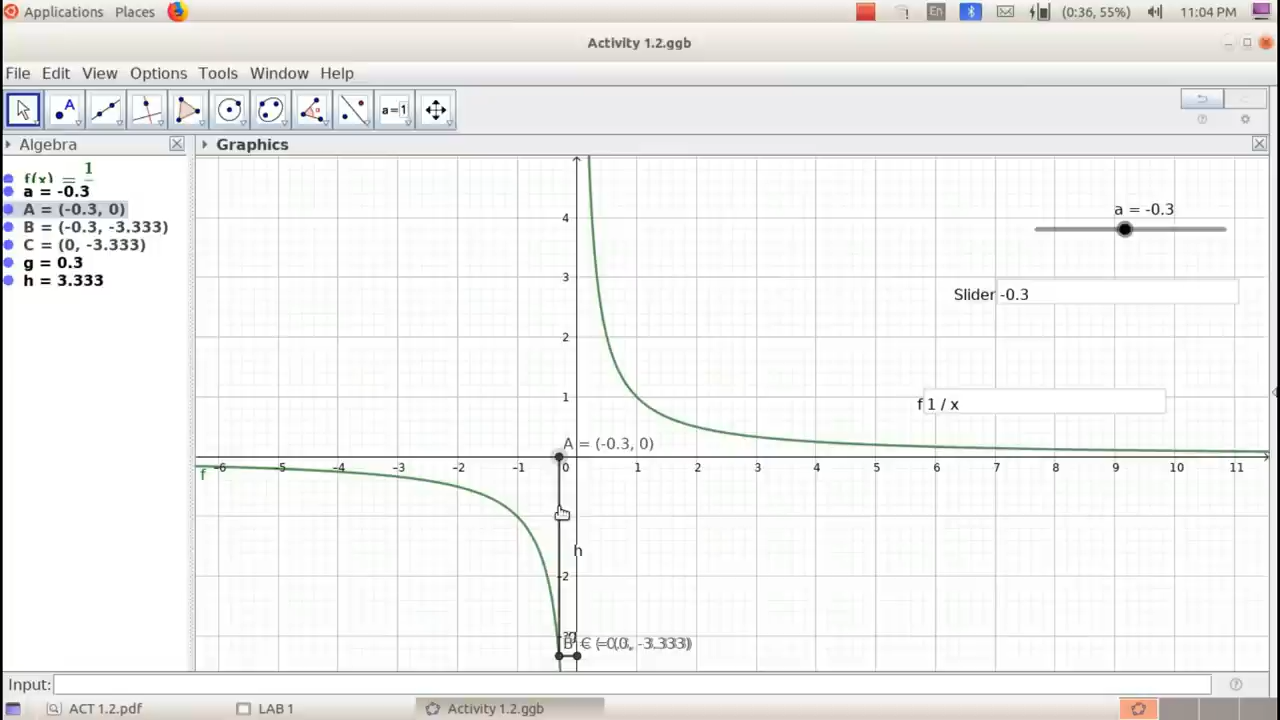 Applications Places En (0:36, 55%) 11:04 PM
Activity 1.2.ggb
File Edit View Options Tools Window Help
A a=1
Algebra
Graphics
f(x) = 1
a = -0.3
A = (-0.3, 0)
B = (-0.3, -3.333)
C = (0, -3.333)
g = 0.3
h = 3.333
a = -0.3
4
3
Slider -0.3
2
1
f 1 / x
A = (-0.3, 0)
-6 -5 -4 -3 -2 -1 0 1 2 3 4 5 6 7 8 9 10 11
f
h
-2
-3.333)
Input:
ACT 1.2.pdf LAB 1 Activity 1.2.ggb